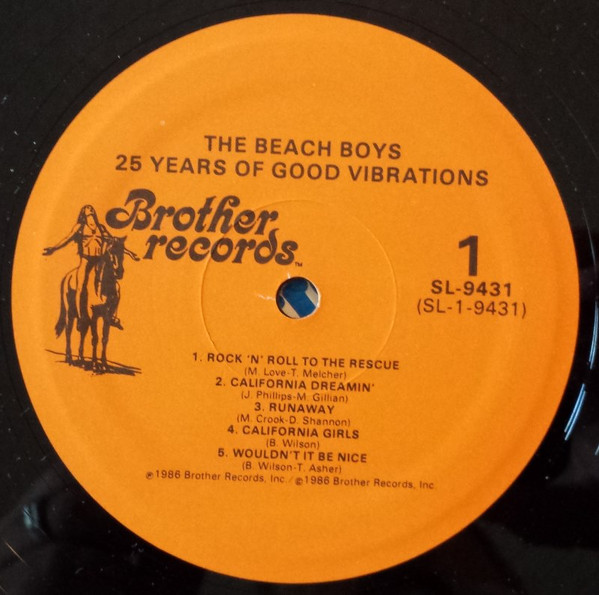 THE BEACH BOYS
25 YEARS OF GOOD VIBRATIONS
Brother
records™
1
SL-9431
(SL-1-9431)
1. ROCK 'N' ROLL TO THE RESCUE
(M. Love-T. Melcher)
2. CALIFORNIA DREAMIN'
(J. Phillips-M. Gillian)
3. RUNAWAY
(M. Crook-D. Shannon)
4. CALIFORNIA GIRLS
(B. Wilson)
5. WOULDN'T IT BE NICE
(B. Wilson-T. Asher)
℗1986 Brother Records, Inc./©1986 Brother Records, Inc.